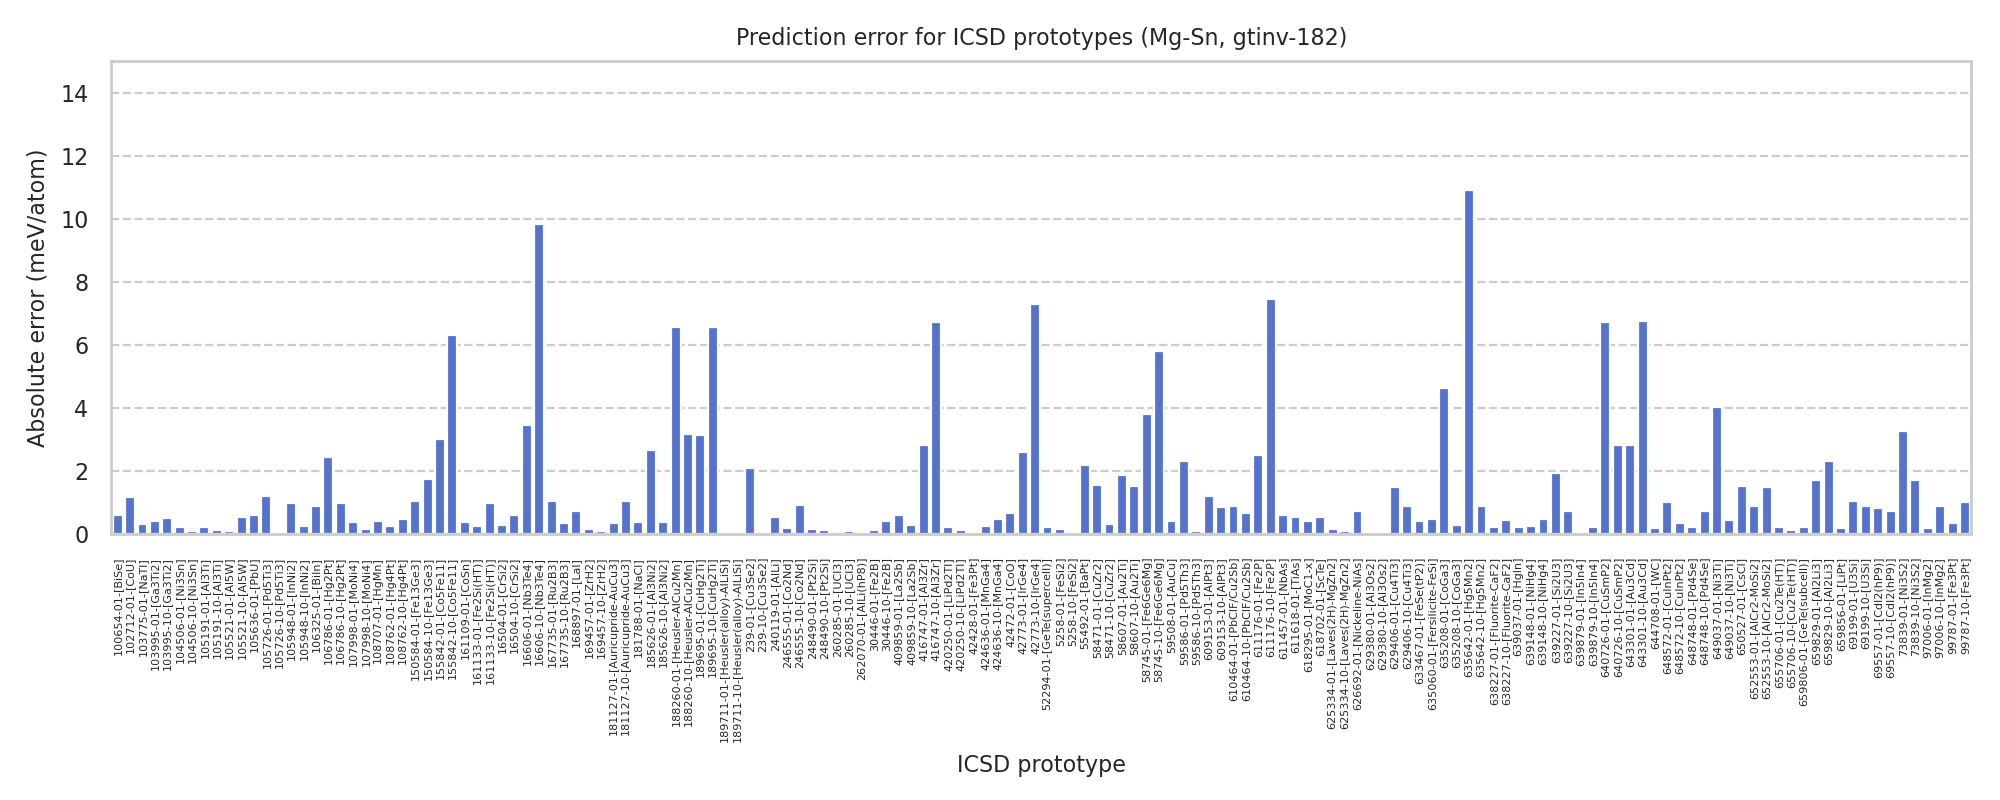 Prediction error for ICSD prototypes (Mg-Sn, gtinv-182)
Absolute error (meV/atom)
14
12
10
8
6
4
2
0
100654-01-[BiSe]
102712-01-[CoU]
103775-01-[NaTl]
103995-01-[Ga3Ti2]
103995-10-[Ga3Ti2]
104506-01-[Ni3Sn]
104506-10-[Ni3Sn]
105191-01-[Al3Ti]
105191-10-[Al3Ti]
105521-01-[Al5W]
105521-10-[Al5W]
105636-01-[PbU]
105726-01-[Pd5Ti3]
105726-10-[Pd5Ti3]
105948-01-[InNi2]
105948-10-[InNi2]
106325-01-[BiIn]
106786-01-[Hg2Pt]
106786-10-[Hg2Pt]
107998-01-[MoNi4]
107998-10-[MoNi4]
108707-01-[HgMn]
108762-01-[Hg4Pt]
108762-10-[Hg4Pt]
150584-01-[Fe13Ge3]
150584-10-[Fe13Ge3]
155842-01-[Co5Fe11]
155842-10-[Co5Fe11]
161109-01-[CoSn]
161133-01-[Fe2Si(HT)]
161133-10-[Fe2Si(HT)]
16504-01-[CrSi2]
16504-10-[CrSi2]
16606-01-[Nb3Te4]
16606-10-[Nb3Te4]
167735-01-[Ru2B3]
167735-10-[Ru2B3]
168897-01-[LaI]
169457-01-[ZrH2]
169457-10-[ZrH2]
181127-01-[Auricupride-AuCu3]
181127-10-[Auricupride-AuCu3]
181788-01-[NaCl]
185626-01-[Al3Ni2]
185626-10-[Al3Ni2]
188260-01-[Heusler-AlCu2Mn]
188260-10-[Heusler-AlCu2Mn]
189695-01-[CuHg2Ti]
189695-10-[CuHg2Ti]
189711-01-[Heusler(alloy)-AlLiSi]
189711-10-[Heusler(alloy)-AlLiSi]
239-01-[Cu3Se2]
239-10-[Cu3Se2]
240119-01-[AlLi]
246555-01-[Co2Nd]
246555-10-[Co2Nd]
248490-01-[Pt2Si]
248490-10-[Pt2Si]
260285-01-[UCl3]
260285-10-[UCl3]
262070-01-[AlLi(hP8)]
30446-01-[Fe2B]
30446-10-[Fe2B]
409859-01-[La2Sb]
409859-10-[La2Sb]
416747-01-[Al3Zr]
416747-10-[Al3Zr]
420250-01-[LiPd2Tl]
420250-10-[LiPd2Tl]
42428-01-[Fe3Pt]
424636-01-[MnGa4]
424636-10-[MnGa4]
42472-01-[CoO]
42773-01-[IrGe4]
42773-10-[IrGe4]
52294-01-[GeTe(supercell)]
5258-01-[FeSi2]
5258-10-[FeSi2]
55492-01-[BaPt]
58471-01-[CuZr2]
58471-10-[CuZr2]
58607-01-[Au2Ti]
58607-10-[Au2Ti]
58745-01-[Fe6Ge6Mg]
58745-10-[Fe6Ge6Mg]
59508-01-[AuCu]
59586-01-[Pd5Th3]
59586-10-[Pd5Th3]
609153-01-[AlPt3]
609153-10-[AlPt3]
610464-01-[PbClF/Cu2Sb]
610464-10-[PbClF/Cu2Sb]
611176-01-[Fe2P]
611176-10-[Fe2P]
611457-01-[NbAs]
611618-01-[TiAs]
618295-01-[MoC1-x]
618702-01-[ScTe]
625334-01-[Laves(2H)-MgZn2]
625334-10-[Laves(2H)-MgZn2]
626692-01-[Nickeline-NiAs]
629380-01-[Al3Os2]
629380-10-[Al3Os2]
629406-01-[Cu4Ti3]
629406-10-[Cu4Ti3]
633467-01-[FeSe(tP2)]
635060-01-[Fersilicite-FeSi]
635208-01-[CoGa3]
635208-10-[CoGa3]
635642-01-[Hg5Mn2]
635642-10-[Hg5Mn2]
638227-01-[Fluorite-CaF2]
638227-10-[Fluorite-CaF2]
639037-01-[HgIn]
639148-01-[NiHg4]
639148-10-[NiHg4]
639227-01-[Si2U3]
639227-10-[Si2U3]
639879-01-[In5In4]
639879-10-[In5In4]
640726-01-[CuSmP2]
640726-10-[CuSmP2]
643301-01-[Au3Cd]
643301-10-[Au3Cd]
644708-01-[WC]
648572-01-[CuInPt2]
648572-10-[CuInPt2]
648748-01-[Pd4Se]
648748-10-[Pd4Se]
649037-01-[Ni3Ti]
649037-10-[Ni3Ti]
650527-01-[CsCl]
652553-01-[AlCr2-MoSi2]
652553-10-[AlCr2-MoSi2]
655706-01-[Cu2Te(HT)]
655706-10-[Cu2Te(HT)]
659806-01-[GeTe(subcell)]
659829-01-[Al2Li3]
659829-10-[Al2Li3]
659856-01-[LiPt]
69199-01-[U3Si]
69199-10-[U3Si]
69557-01-[CdI2(hP9)]
69557-10-[CdI2(hP9)]
73839-01-[Ni3S2]
73839-10-[Ni3S2]
97006-01-[InMg2]
97006-10-[InMg2]
99787-01-[Fe3Pt]
99787-10-[Fe3Pt]
ICSD prototype